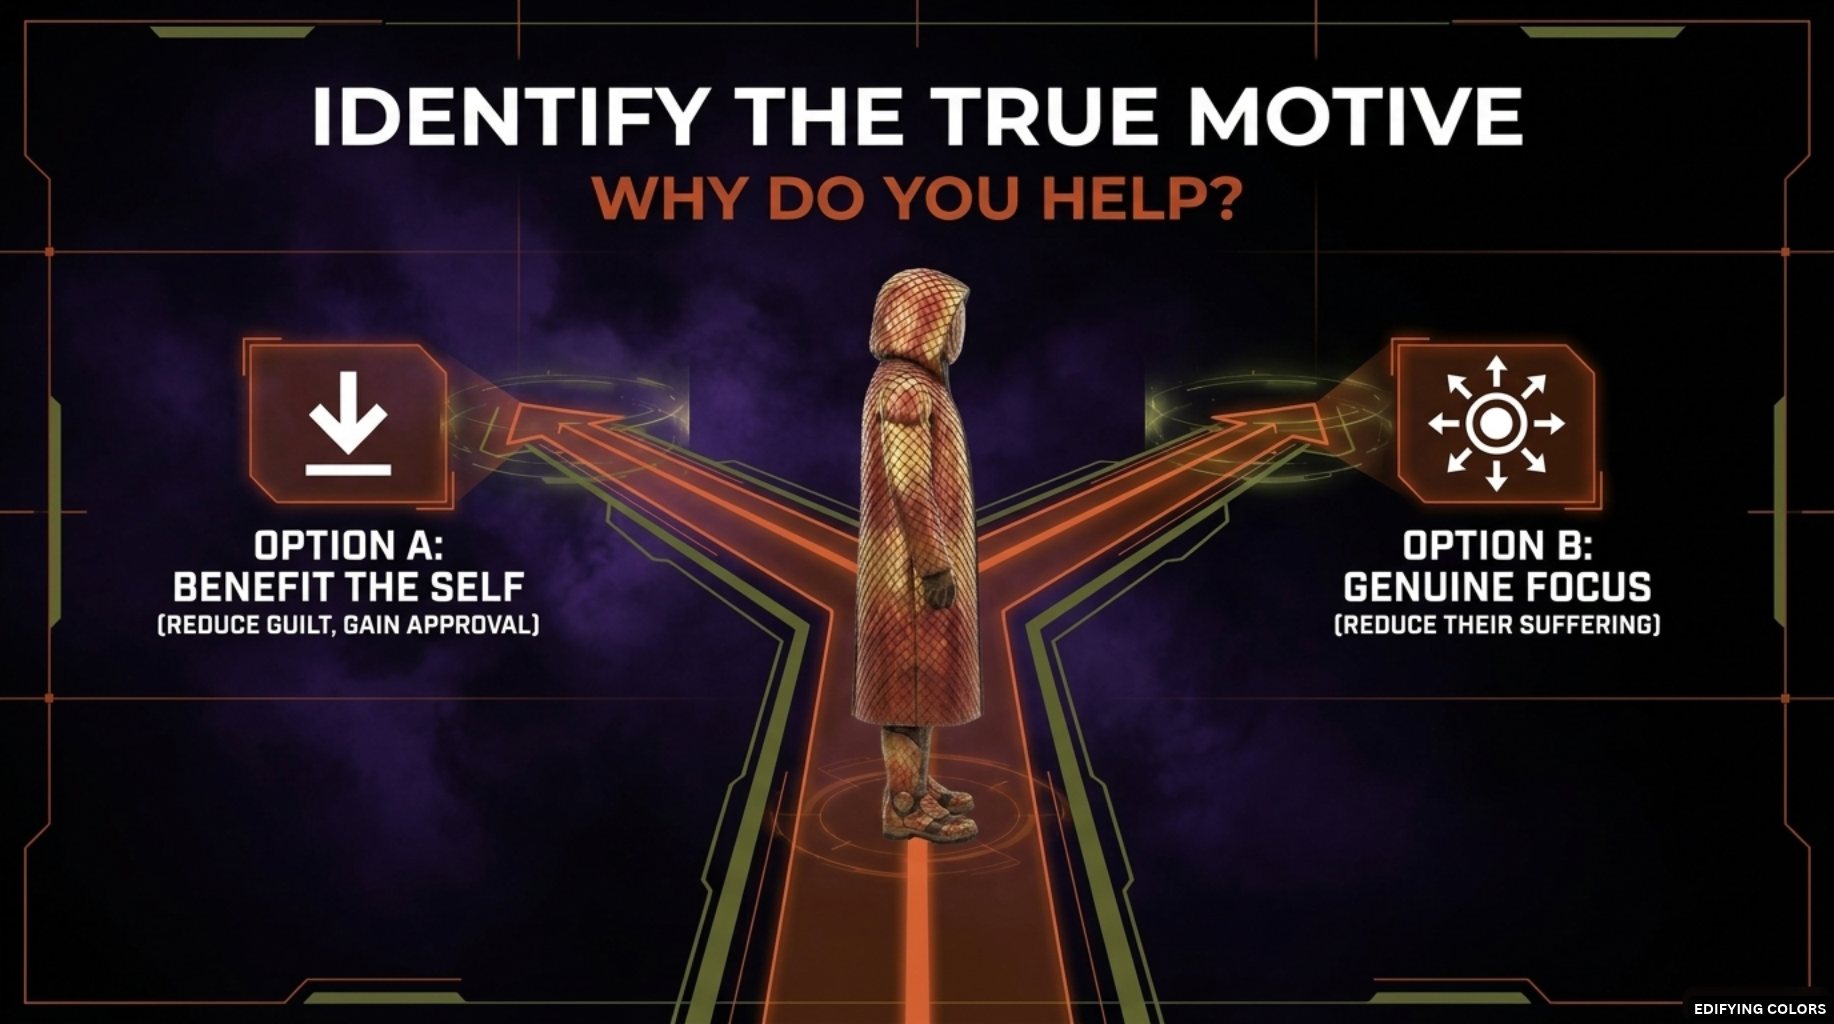 IDENTIFY THE TRUE MOTIVE
WHY DO YOU HELP?
OPTION A:
BENEFIT THE SELF
(REDUCE GUILT, GAIN APPROVAL)
OPTION B:
GENUINE FOCUS
(REDUCE THEIR SUFFERING)
EDIFYING COLORS